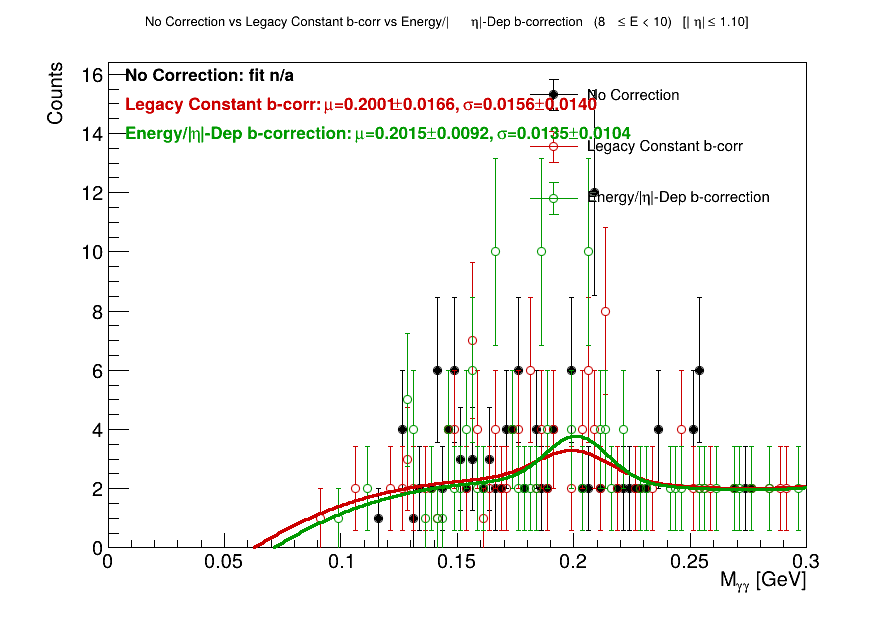 No Correction vs Legacy Constant b-corr vs Energy/| η|-Dep b-correction (8 ≤ E < 10) [| η| ≤ 1.10]
Counts
No Correction: fit n/a
Legacy Constant b-corr: μ=0.2001±0.0166, σ=0.0156±0.0140
Energy/|η|-Dep b-correction: μ=0.2015±0.0092, σ=0.0135±0.0104
No Correction
Legacy Constant b-corr
Energy/|η|-Dep b-correction
16
14
12
10
8
6
4
2
0
0 0.05 0.1 0.15 0.2 0.25 0.3
Mγγ [GeV]